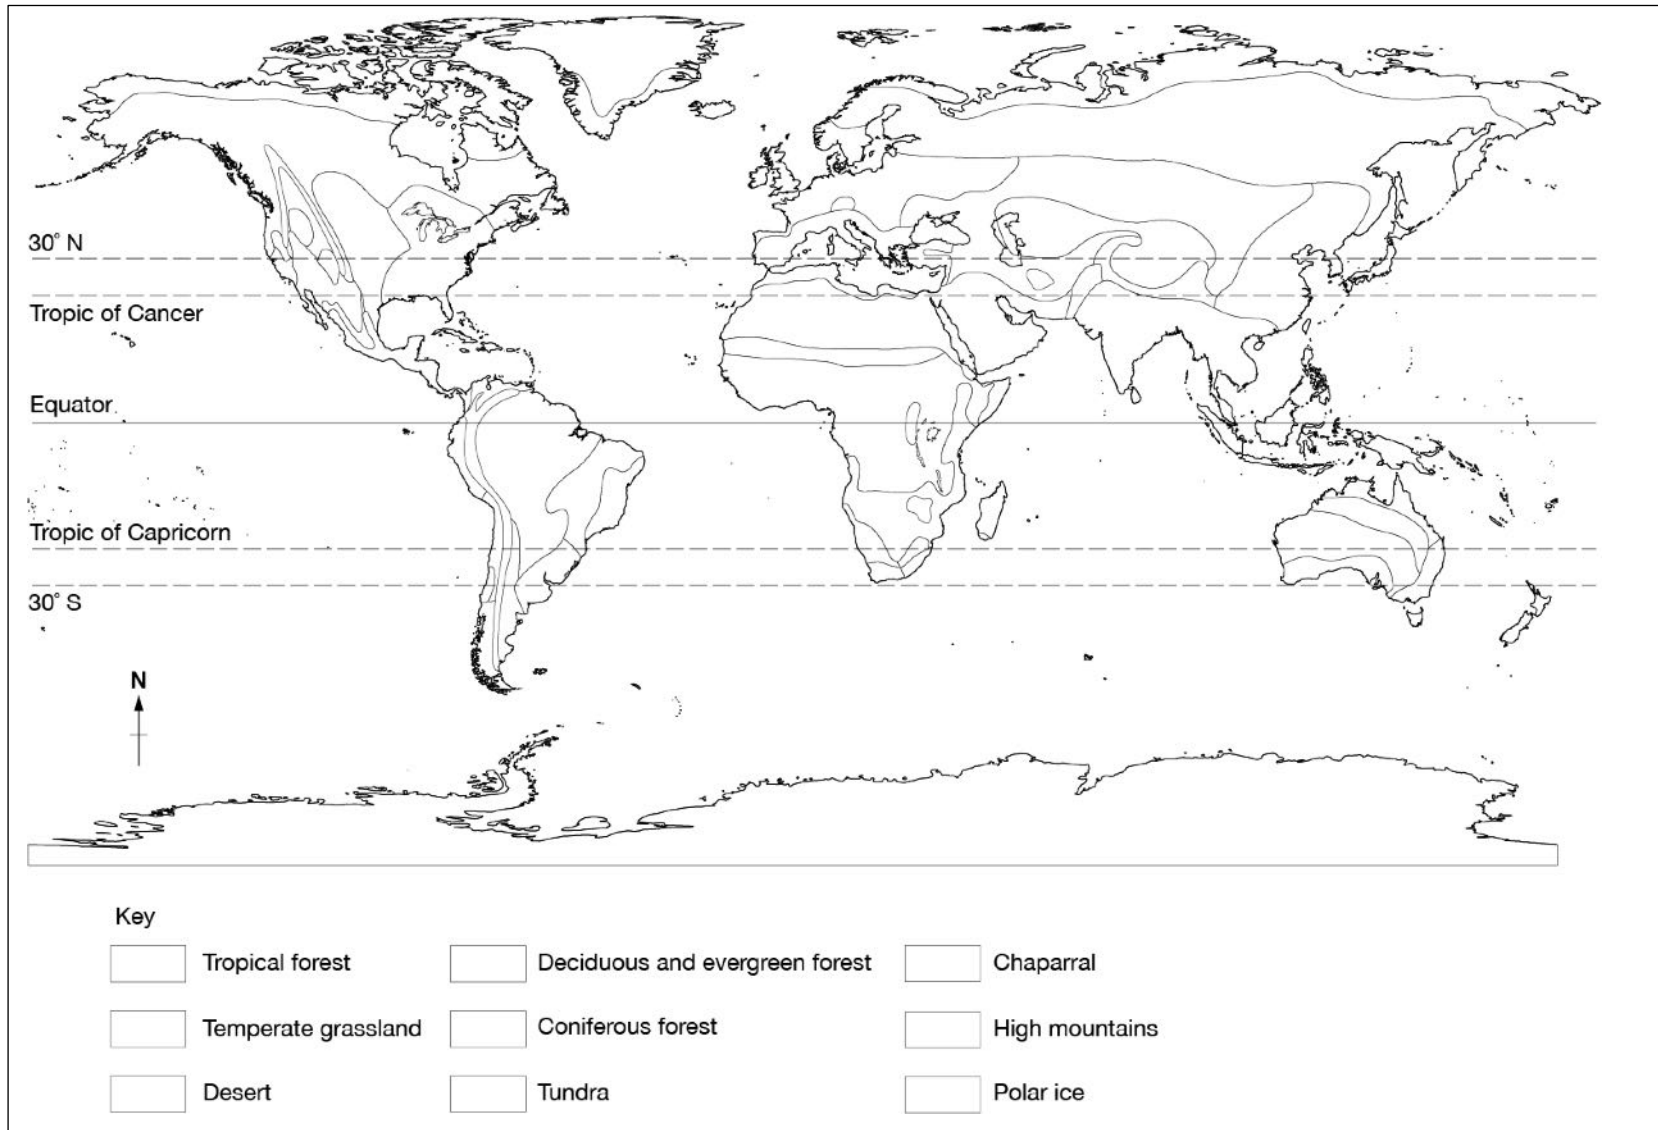 30° N
Tropic of Cancer
Equator
Tropic of Capricorn
30° S
N
Key
Tropical forest
Deciduous and evergreen forest
Chaparral
Temperate grassland
Coniferous forest
High mountains
Desert
Tundra
Polar ice